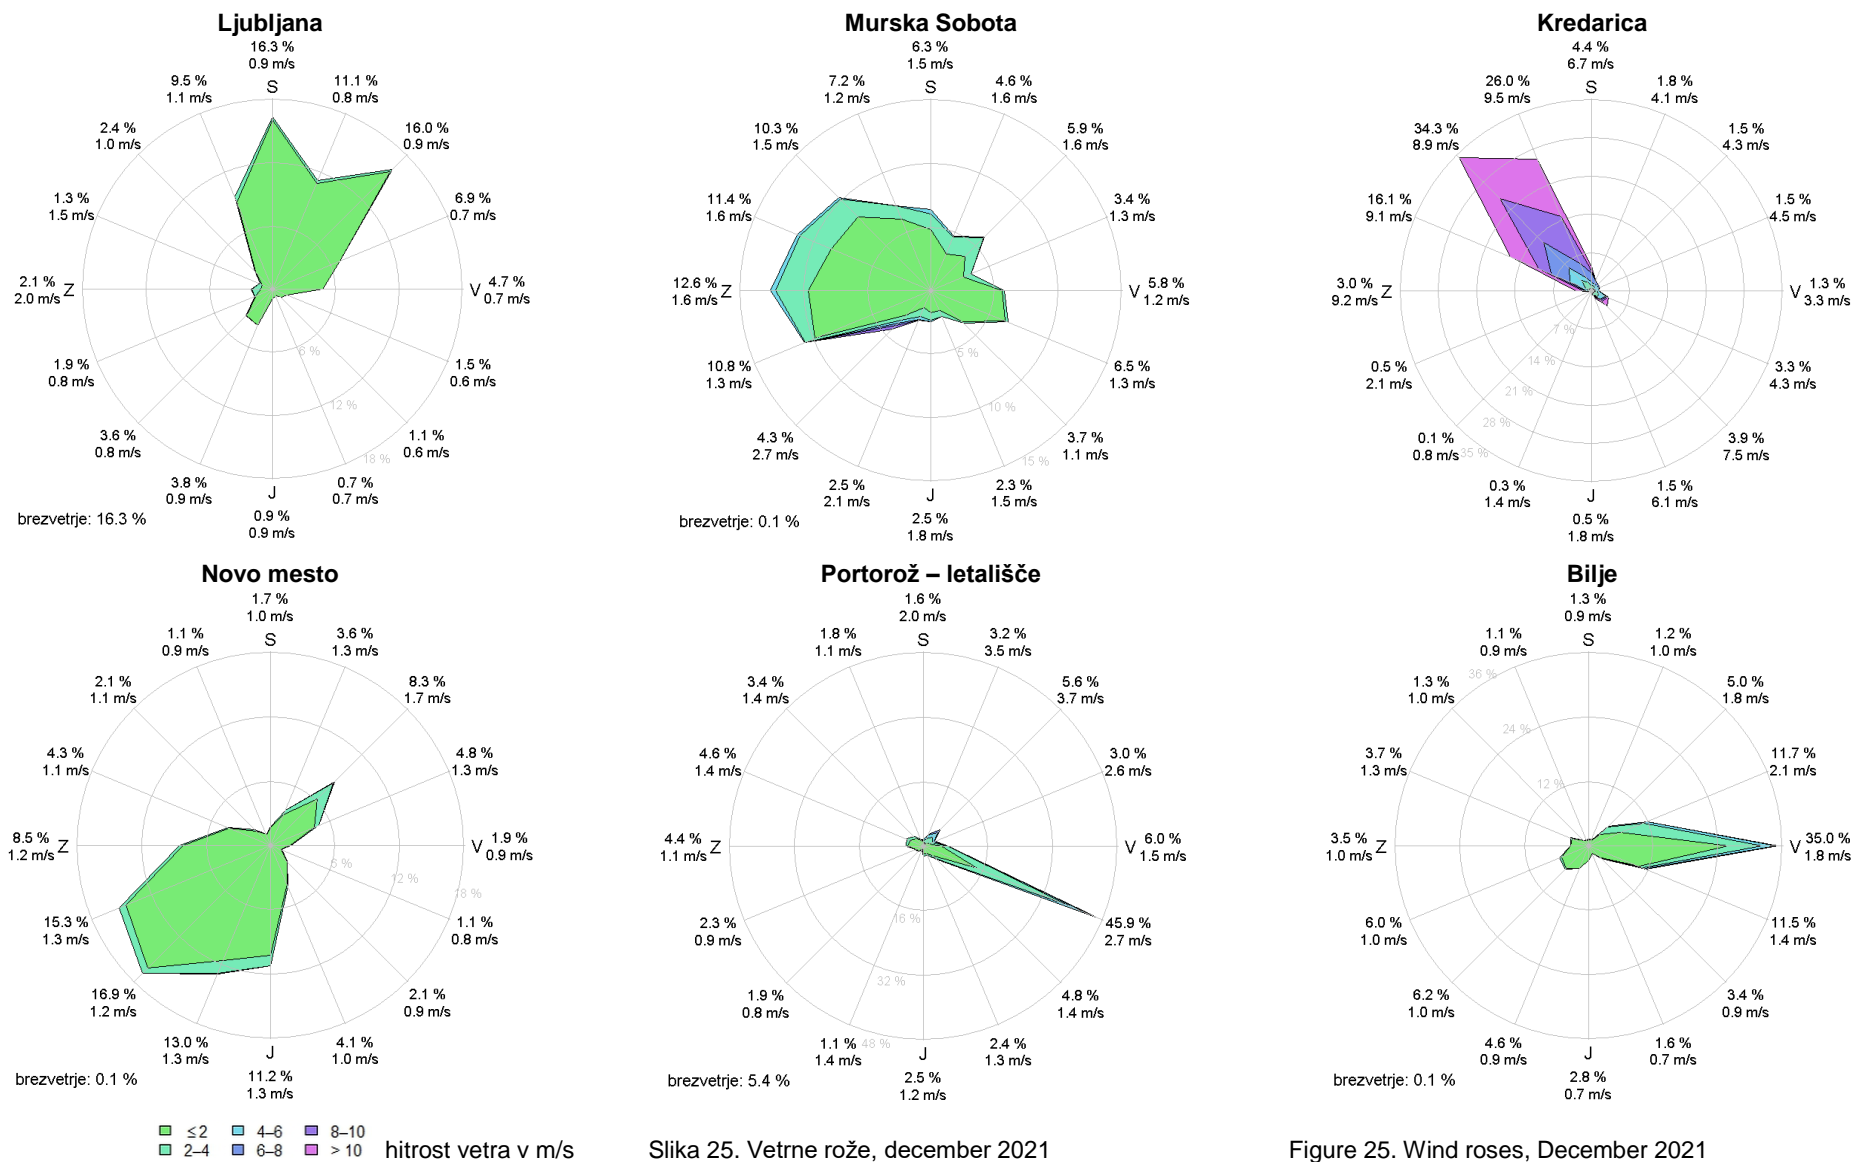 Ljubljana
16.3 %
0.9 m/s
9.5 %
1.1 m/s
11.1 %
0.8 m/s
S
2.4 %
1.0 m/s
16.0 %
0.9 m/s
1.3 %
1.5 m/s
6.9 %
0.7 m/s
2.1 %
2.0 m/s
Z
V
4.7 %
0.7 m/s
6 %
12 %
18 %
1.9 %
0.8 m/s
1.5 %
0.6 m/s
3.6 %
0.8 m/s
1.1 %
0.6 m/s
3.8 %
0.9 m/s
0.7 %
0.7 m/s
J
0.9 %
0.9 m/s
brezvetrje: 16.3 %
Murska Sobota
6.3 %
1.5 m/s
7.2 %
1.2 m/s
4.6 %
1.6 m/s
S
10.3 %
1.5 m/s
5.9 %
1.6 m/s
11.4 %
1.6 m/s
3.4 %
1.3 m/s
12.6 %
1.6 m/s
Z
V
5.8 %
1.2 m/s
5 %
10 %
15 %
10.8 %
1.3 m/s
6.5 %
1.3 m/s
4.3 %
2.7 m/s
3.7 %
1.1 m/s
2.5 %
2.1 m/s
2.3 %
1.5 m/s
J
2.5 %
1.8 m/s
brezvetrje: 0.1 %
Kredarica
4.4 %
6.7 m/s
26.0 %
9.5 m/s
1.8 %
4.1 m/s
S
34.3 %
8.9 m/s
1.5 %
4.3 m/s
16.1 %
9.1 m/s
1.5 %
4.5 m/s
3.0 %
9.2 m/s
Z
V
1.3 %
3.3 m/s
7 %
14 %
21 %
28 %
35 %
0.5 %
2.1 m/s
3.3 %
4.3 m/s
0.1 %
0.8 m/s
3.9 %
7.5 m/s
0.3 %
1.4 m/s
1.5 %
6.1 m/s
J
0.5 %
1.8 m/s
Novo mesto
1.7 %
1.0 m/s
1.1 %
0.9 m/s
3.6 %
1.3 m/s
S
2.1 %
1.1 m/s
8.3 %
1.7 m/s
4.3 %
1.1 m/s
4.8 %
1.3 m/s
8.5 %
1.2 m/s
Z
V
1.9 %
0.9 m/s
6 %
12 %
18 %
15.3 %
1.3 m/s
1.1 %
0.8 m/s
16.9 %
1.2 m/s
2.1 %
0.9 m/s
13.0 %
1.3 m/s
4.1 %
1.0 m/s
J
11.2 %
1.3 m/s
brezvetrje: 0.1 %
Portorož – letališče
1.6 %
2.0 m/s
1.8 %
1.1 m/s
3.2 %
3.5 m/s
S
3.4 %
1.4 m/s
5.6 %
3.7 m/s
4.6 %
1.4 m/s
3.0 %
2.6 m/s
4.4 %
1.1 m/s
Z
V
6.0 %
1.5 m/s
16 %
32 %
48 %
2.3 %
0.9 m/s
45.9 %
2.7 m/s
1.9 %
0.8 m/s
4.8 %
1.4 m/s
1.1 %
1.4 m/s
2.4 %
1.3 m/s
J
2.5 %
1.2 m/s
brezvetrje: 5.4 %
Bilje
1.3 %
0.9 m/s
1.1 %
0.9 m/s
1.2 %
1.0 m/s
S
36 %
24 %
12 %
1.3 %
1.0 m/s
5.0 %
1.8 m/s
3.7 %
1.3 m/s
11.7 %
2.1 m/s
3.5 %
1.0 m/s
Z
V
35.0 %
1.8 m/s
6.0 %
1.0 m/s
11.5 %
1.4 m/s
6.2 %
1.0 m/s
3.4 %
0.9 m/s
4.6 %
0.9 m/s
1.6 %
0.7 m/s
J
2.8 %
0.7 m/s
brezvetrje: 0.1 %
≤ 2 4–6 8–10
2–4 6–8 > 10
hitrost vetra v m/s
Slika 25. Vetrne rože, december 2021
Figure 25. Wind roses, December 2021